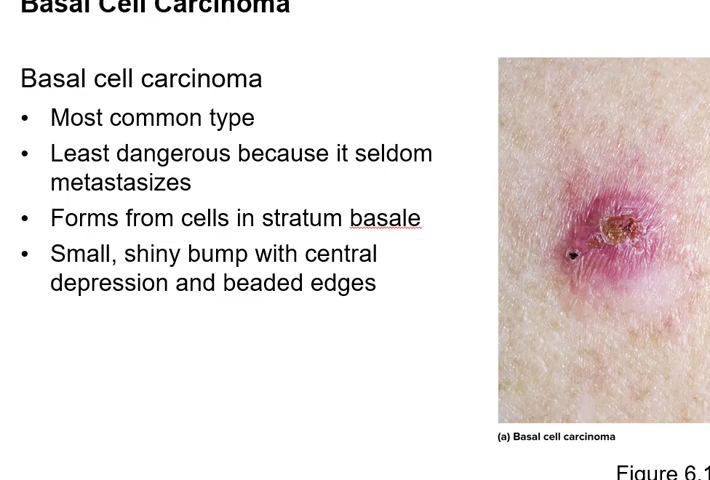 Basal Cell Carcinoma
Basal cell carcinoma
• Most common type
• Least dangerous because it seldom
metastasizes
• Forms from cells in stratum basale
• Small, shiny bump with central
depression and beaded edges
(a) Basal cell carcinoma
Figure 6.1